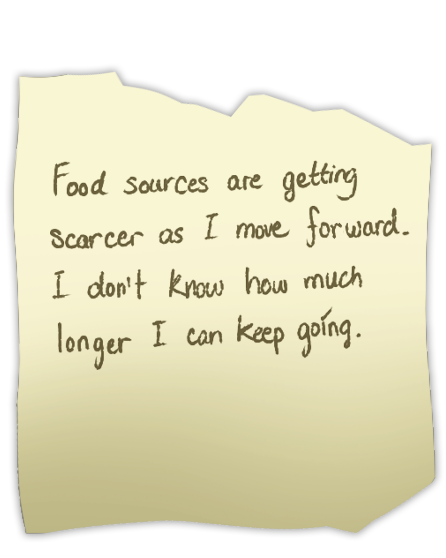 Food sources are getting
scarcer as I move forward.
I don't know how much
longer I can keep going.